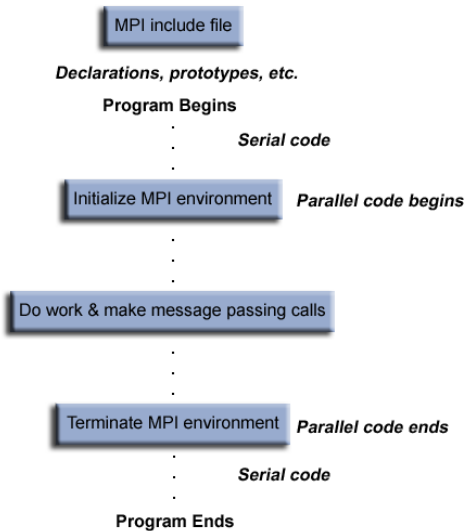 MPI include file
Declarations, prototypes, etc.
Program Begins
Serial code
Initialize MPI environment
Parallel code begins
Do work & make message passing calls
Terminate MPI environment
Parallel code ends
Serial code
Program Ends